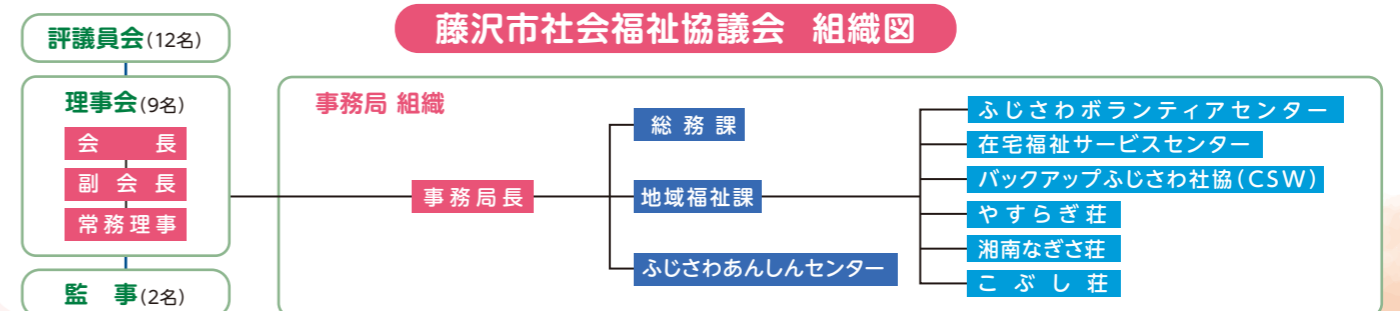 藤沢市社会福祉協議会 組織図
評議員会(12名)
理事会(9名)
会長
副会長
常務理事
監事(2名)
事務局 組織
事務局長
総務課
地域福祉課
ふじさわあんしんセンター
ふじさわボランティアセンター
在宅福祉サービスセンター
バックアップふじさわ社協(CSW)
やすらぎ荘
湘南なぎさ荘
こぶし荘